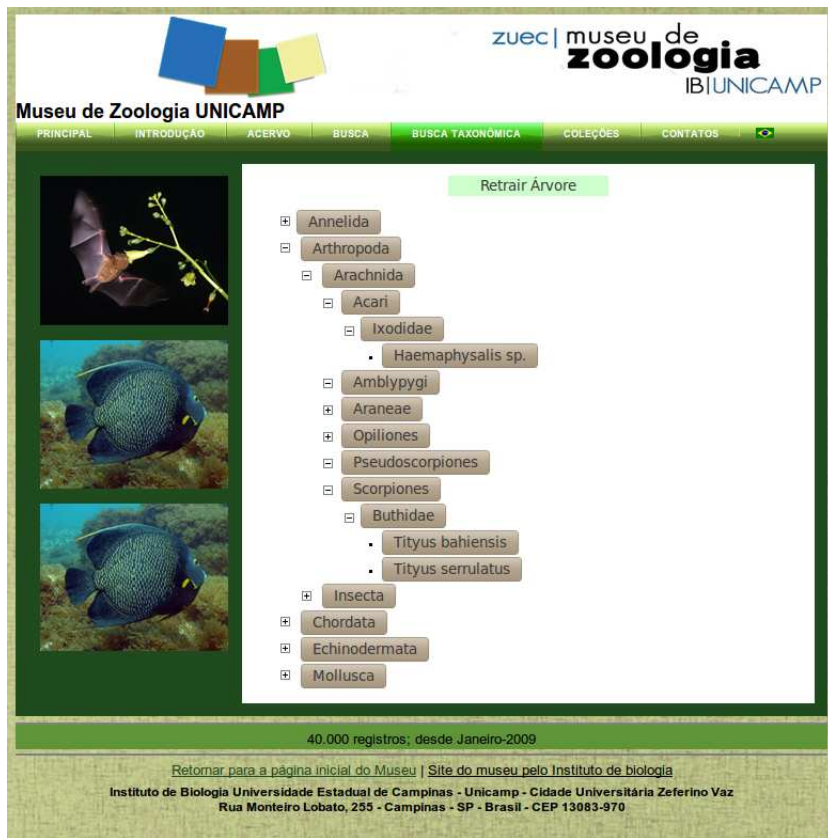 zuec| museu de
zoologia
IB|UNICAMP
Museu de Zoologia UNICAMP
PRINCIPAL INTRODUÇÃO ACERVO BUSCA BUSCA TAXONÔMICA COLEÇÕES CONTATOS
Retrair Árvore
Annelida
Arthropoda
Arachnida
Acari
Ixodidae
Haemaphysalis sp.
Amblypygi
Araneae
Opiliones
Pseudoscorpiones
Scorpiones
Buthidae
Tityus bahiensis
Tityus serrulatus
Insecta
Chordata
Echinodermata
Mollusca
40.000 registros; desde Janeiro-2009
Retornar para a página inicial do Museu | Site do museu pelo Instituto de biologia
Instituto de Biologia Universidade Estadual de Campinas - Unicamp - Cidade Universitária Zeferino Vaz
Rua Monteiro Lobato, 255 - Campinas - SP - Brasil - CEP 13083-970